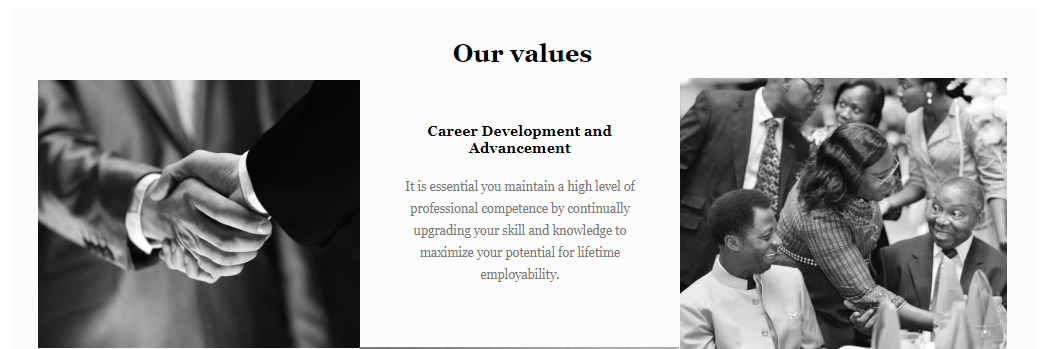 Our values
Career Development and
Advancement
It is essential you maintain a high level of
professional competence by continually
upgrading your skill and knowledge to
maximize your potential for lifetime
employability.